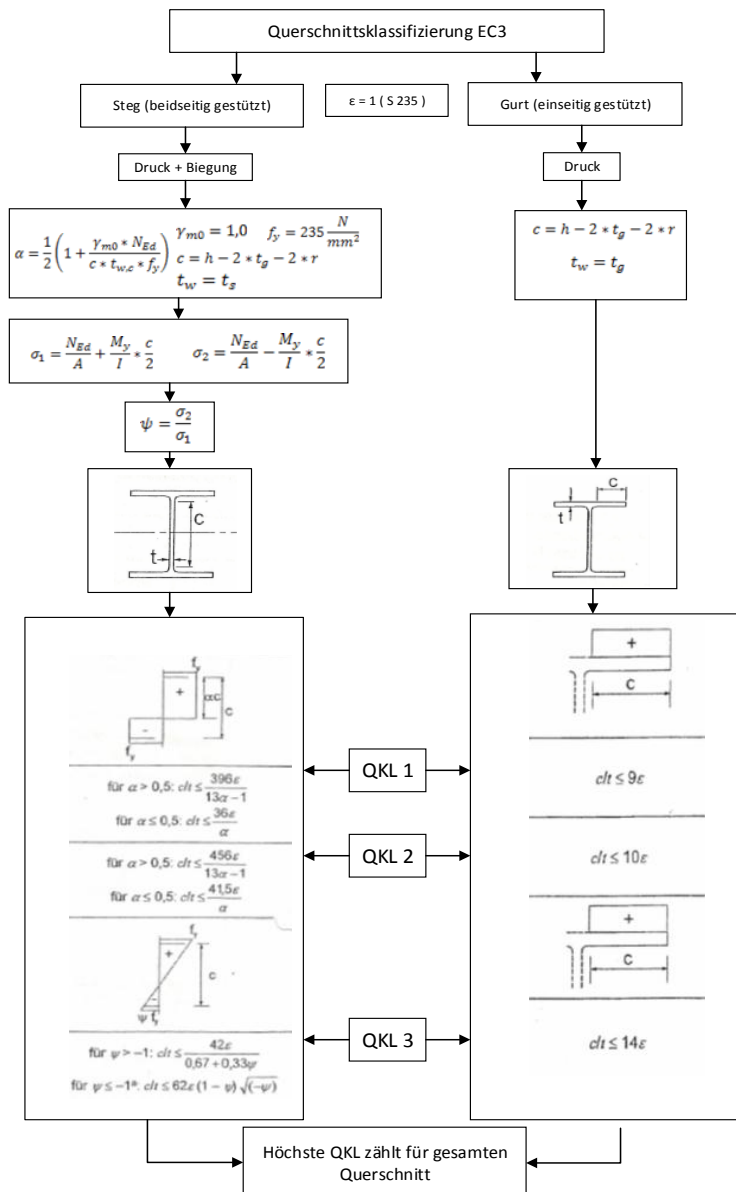 Querschnittsklassifizierung EC3
Steg (beidseitig gestützt)
ε = 1 ( S 235 )
Gurt (einseitig gestützt)
Druck + Biegung
Druck
α = 1/2 (1 + (γm0 * NEd)/(c * tw,c * fy)) γm0 = 1,0 fy = 235 N/mm²
c = h − 2 * tg − 2 * r
tw = ts
c = h − 2 * tg − 2 * r
tw = tg
σ1 = NEd/A + My/I * c/2 σ2 = NEd/A − My/I * c/2
ψ = σ2/σ1
C
t
C
t
fy
+
αc
c
-
fy
+
C
QKL 1
für α > 0,5: c/t ≤ 396ε/(13α−1)
für α ≤ 0,5: c/t ≤ 36ε/α
c/t ≤ 9ε
QKL 2
für α > 0,5: c/t ≤ 456ε/(13α−1)
für α ≤ 0,5: c/t ≤ 41,5ε/α
c/t ≤ 10ε
fy
+
c
-
ψ fy
+
C
QKL 3
für ψ > −1: c/t ≤ 42ε/(0,67+0,33ψ)
für ψ ≤ −1*: c/t ≤ 62ε (1 − ψ) √(−ψ)
c/t ≤ 14ε
Höchste QKL zählt für gesamten
Querschnitt